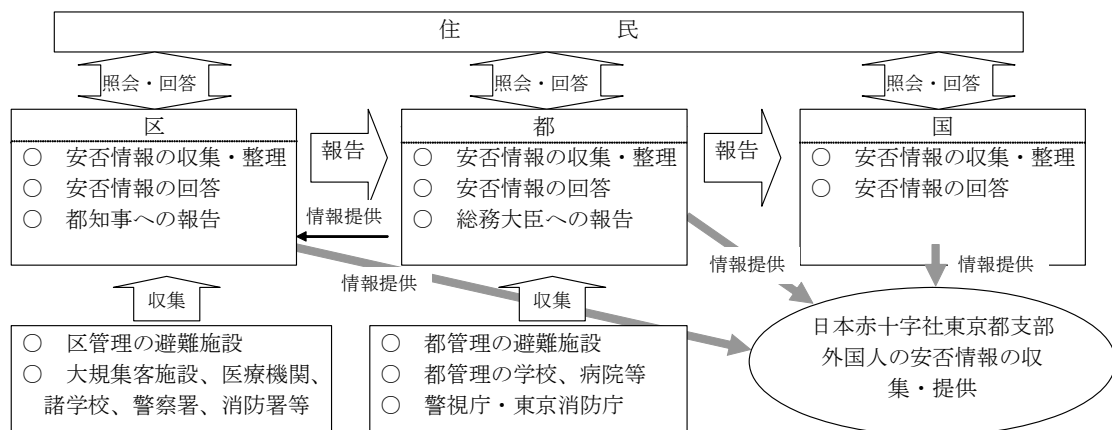 住　民
照会・回答
照会・回答
照会・回答
区
○　安否情報の収集・整理
○　安否情報の回答
○　都知事への報告
報告
都
○　安否情報の収集・整理
○　安否情報の回答
○　総務大臣への報告
報告
国
○　安否情報の収集・整理
○　安否情報の回答
情報提供
情報提供
情報提供
情報提供
収集
収集
○　区管理の避難施設
○　大規集客施設、医療機関、
諸学校、警察署、消防署等
○　都管理の避難施設
○　都管理の学校、病院等
○　警視庁・東京消防庁
日本赤十字社東京都支部
外国人の安否情報の収
集・提供